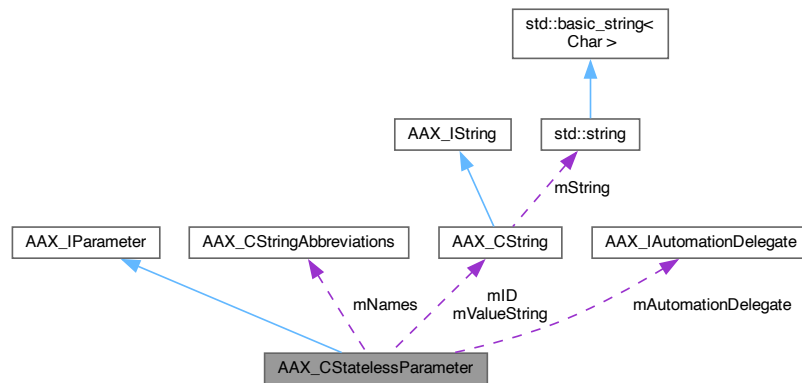 std::basic_string<
Char >
AAX_IString
std::string
mString
AAX_IParameter
AAX_CStringAbbreviations
AAX_CString
AAX_IAutomationDelegate
mNames
mID
mValueString
mAutomationDelegate
AAX_CStatelessParameter